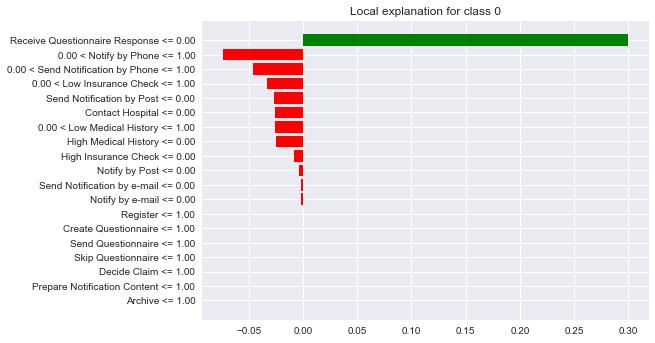 Local explanation for class 0
Receive Questionnaire Response <= 0.00
0.00 < Notify by Phone <= 1.00
0.00 < Send Notification by Phone <= 1.00
0.00 < Low Insurance Check <= 1.00
Send Notification by Post <= 0.00
Contact Hospital <= 0.00
0.00 < Low Medical History <= 1.00
High Medical History <= 0.00
High Insurance Check <= 0.00
Notify by Post <= 0.00
Send Notification by e-mail <= 0.00
Notify by e-mail <= 0.00
Register <= 1.00
Create Questionnaire <= 1.00
Send Questionnaire <= 1.00
Skip Questionnaire <= 1.00
Decide Claim <= 1.00
Prepare Notification Content <= 1.00
Archive <= 1.00
−0.05 0.00 0.05 0.10 0.15 0.20 0.25 0.30